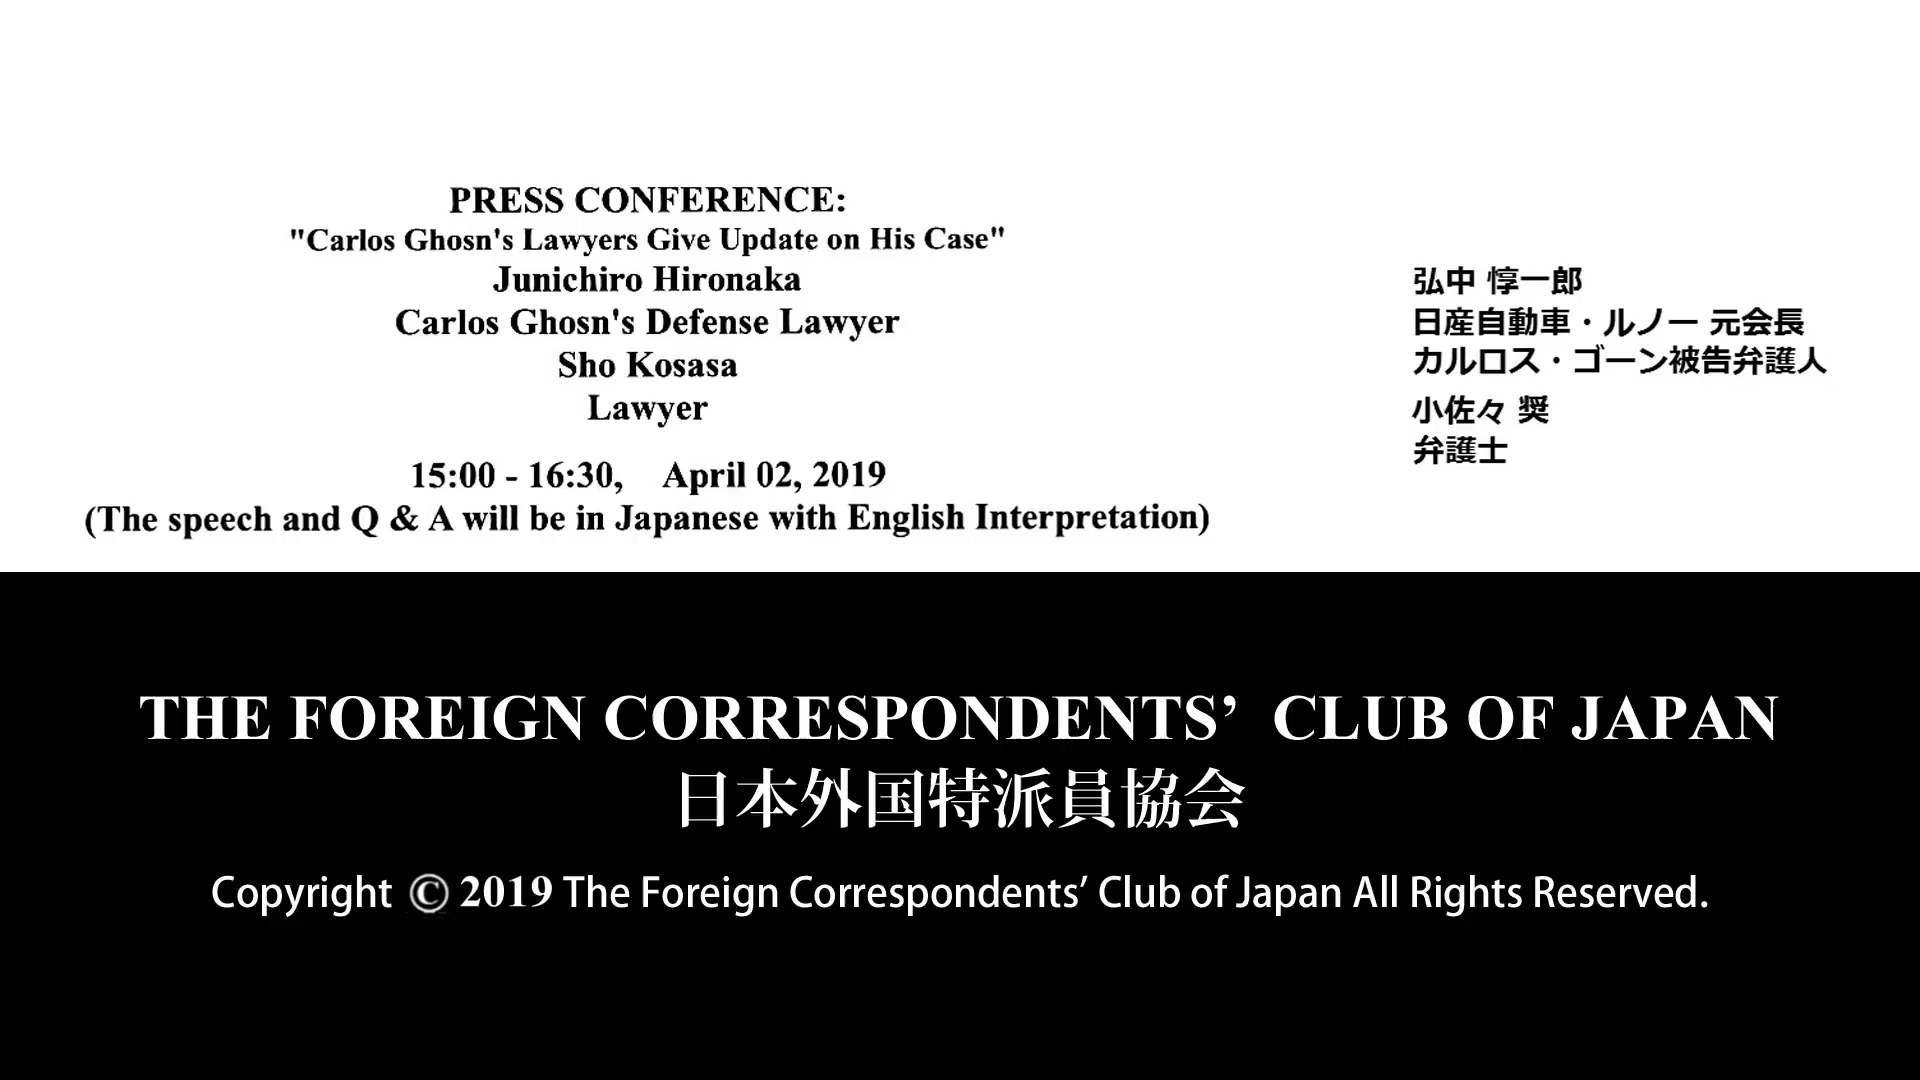 PRESS CONFERENCE:
"Carlos Ghosn's Lawyers Give Update on His Case"
Junichiro Hironaka
Carlos Ghosn's Defense Lawyer
Sho Kosasa
Lawyer
15:00 - 16:30, April 02, 2019
(The speech and Q & A will be in Japanese with English Interpretation)
弘中 惇一郎
日産自動車・ルノー 元会長
カルロス・ゴーン被告弁護人
小佐々 奨
弁護士
THE FOREIGN CORRESPONDENTS’ CLUB OF JAPAN
日本外国特派員協会
Copyright © 2019 The Foreign Correspondents’ Club of Japan All Rights Reserved.